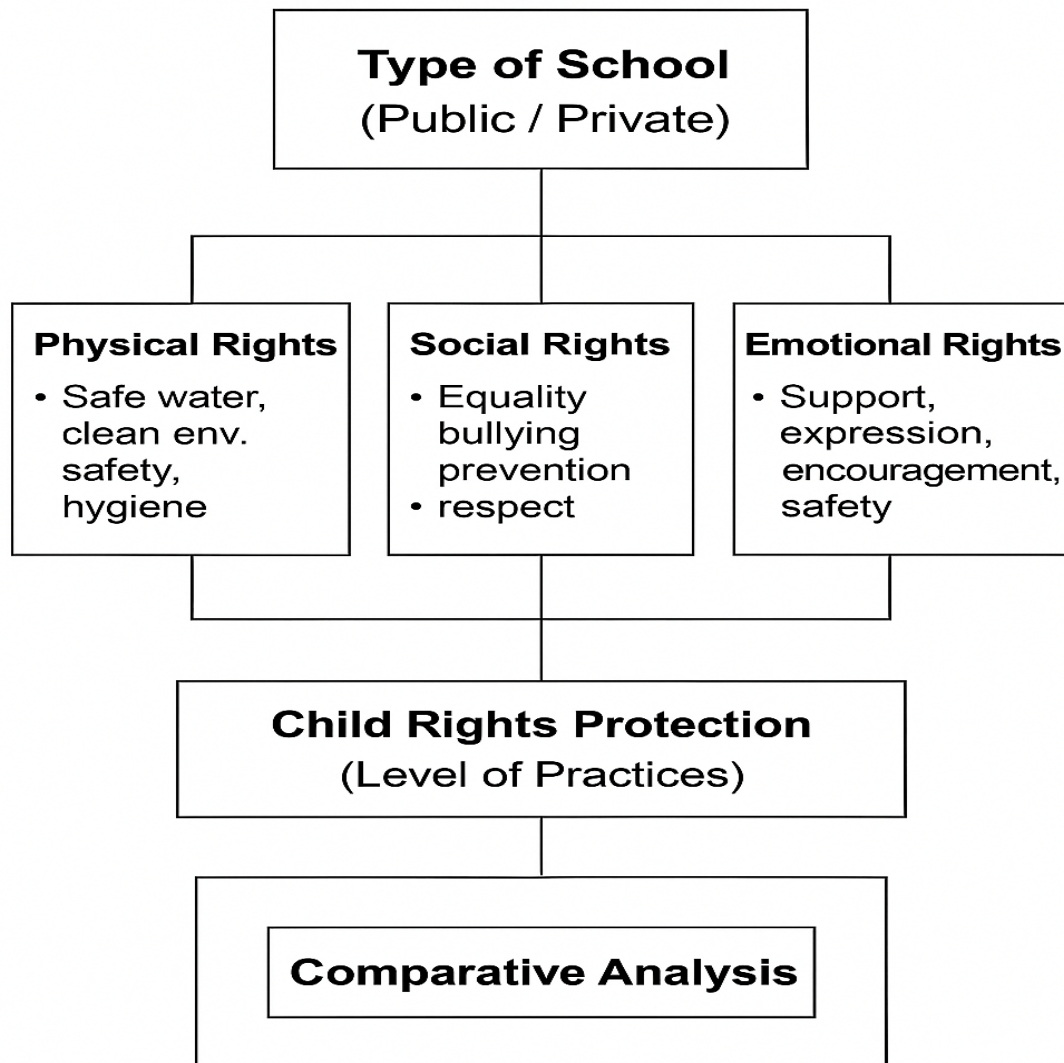 Type of School
(Public / Private)
Physical Rights
• Safe water,
clean env.
safety,
hygiene
Social Rights
• Equality
bullying
prevention
• respect
Emotional Rights
• Support,
expression,
encouragement,
safety
Child Rights Protection
(Level of Practices)
Comparative Analysis